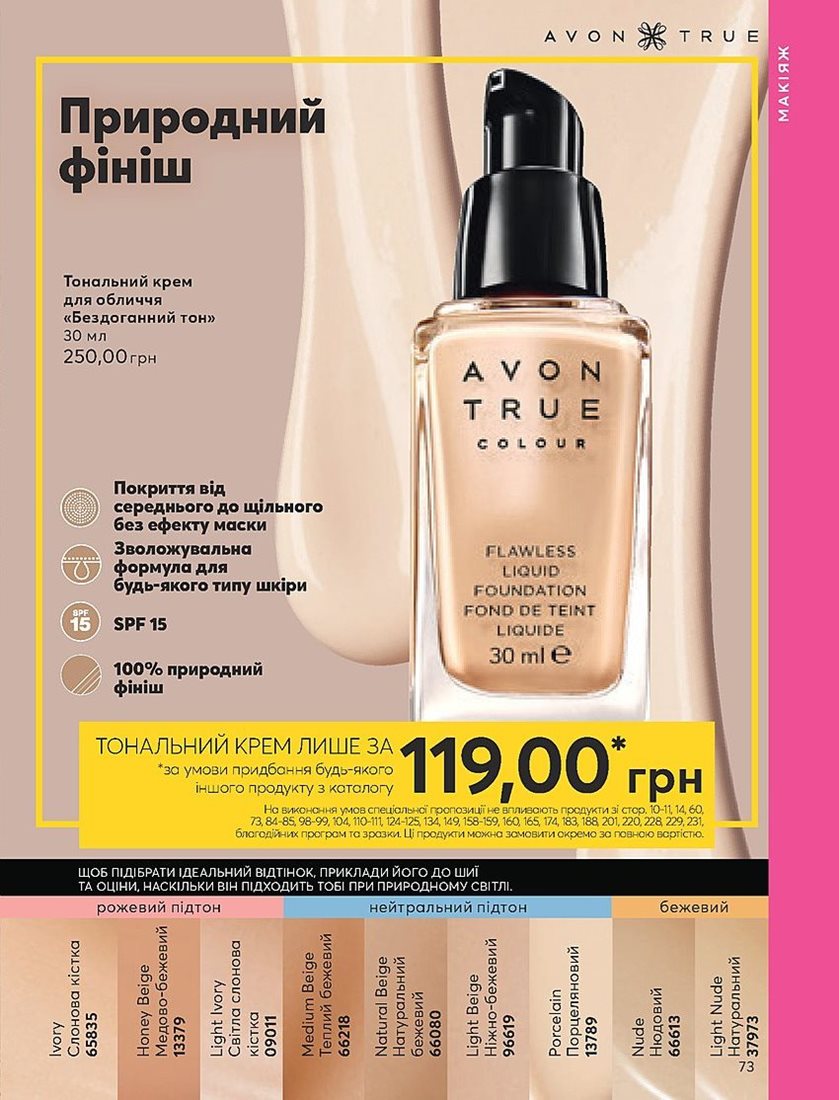 AVON TRUE
МАКІЯЖ
Природний
фініш
Тональний крем
для обличчя
«Бездоганний тон»
30 мл
250,00 грн
AVON
TRUE
COLOUR
FLAWLESS
LIQUID
FOUNDATION
FOND DE TEINT
LIQUIDE
30 ml e
Покриття від
середнього до щільного
без ефекту маски
Зволожувальна
формула для
будь-якого типу шкіри
SPF
15
SPF 15
100% природний
фініш
ТОНАЛЬНИЙ КРЕМ ЛИШЕ ЗА 119,00* грн
*за умови придбання будь-якого
іншого продукту з каталогу
На виконання умов спеціальної пропозиції не впливають продукти зі стор. 10-11, 14, 60,
73, 84-85, 98-99, 104, 110-111, 124-125, 134, 149, 158-159, 160, 165, 174, 183, 188, 201, 220, 228, 229, 231,
благодійних програм та зразки. Ці продукти можна замовити окремо за повною вартістю.
ЩОБ ПІДІБРАТИ ІДЕАЛЬНИЙ ВІДТІНОК, ПРИКЛАДИ ЙОГО ДО ШИЇ
ТА ОЦІНИ, НАСКІЛЬКИ ВІН ПІДХОДИТЬ ТОБІ ПРИ ПРИРОДНОМУ СВІТЛІ.
рожевий підтон
нейтральний підтон
бежевий
Ivory
Слонова кістка
65835
Honey Beige
Медово-бежевий
13379
Light Ivory
Світла слонова
кістка
09011
Medium Beige
Теплий бежевий
66218
Natural Beige
Натуральний
бежевий
66080
Light Beige
Ніжно-бежевий
96619
Porcelain
Порцеляновий
13789
Nude
Нюдовий
66613
Light Nude
Натуральний
37973
73